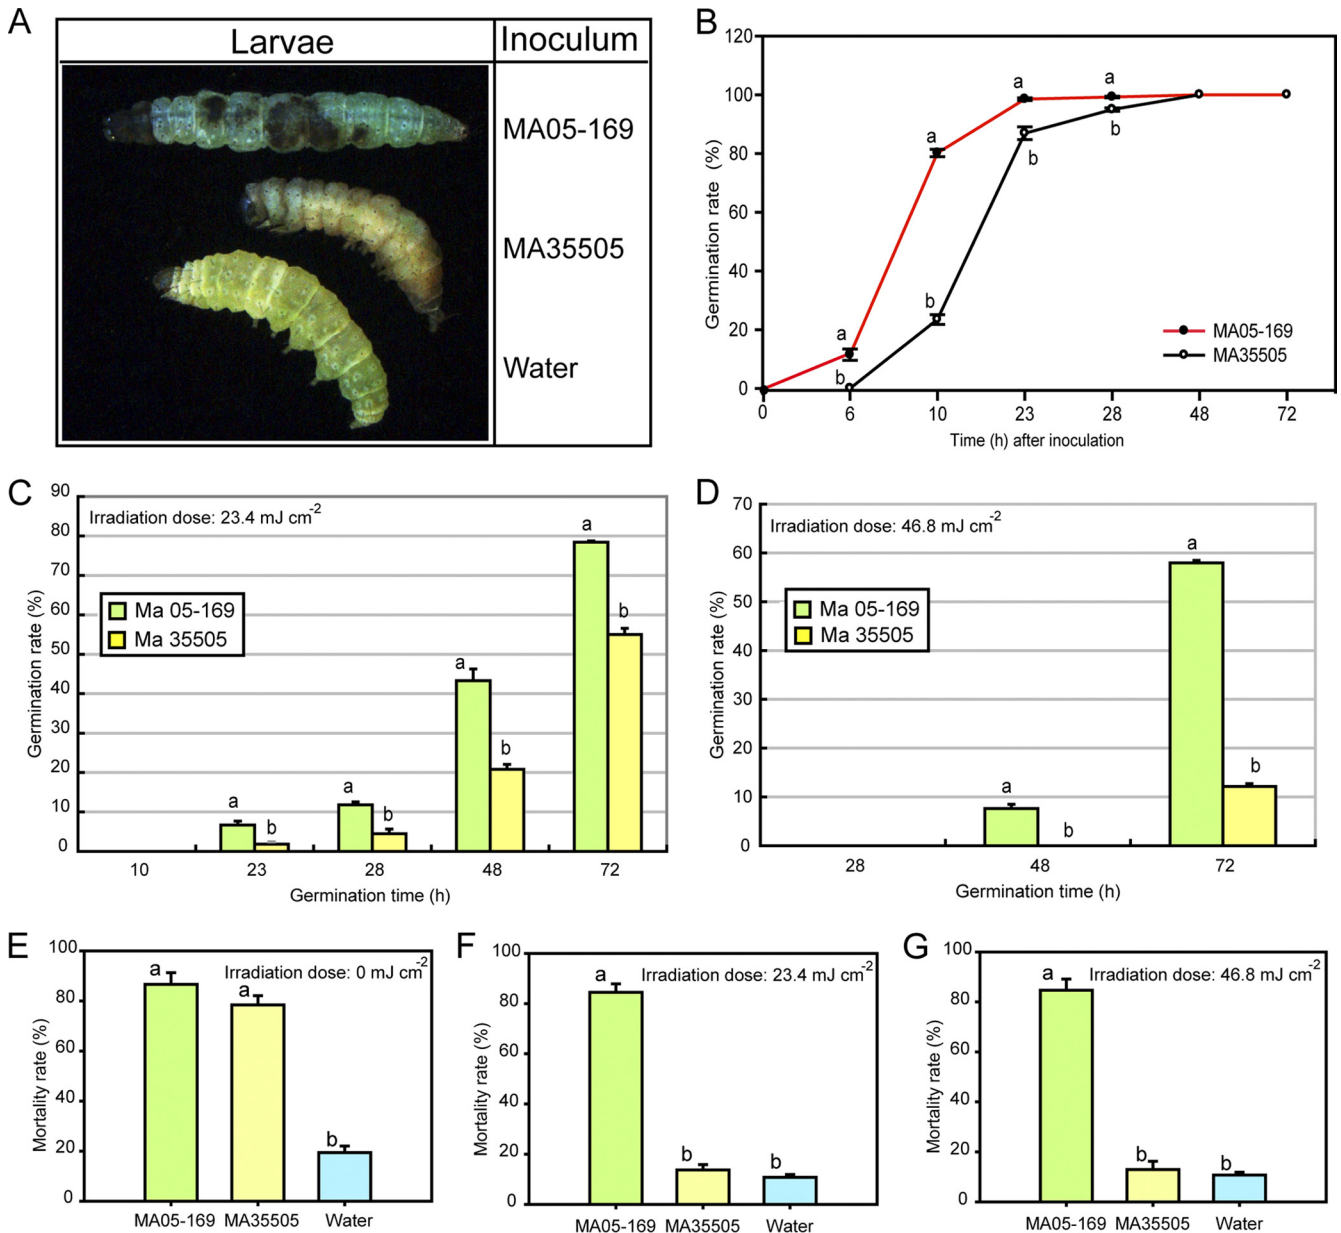 A
Larvae Inoculum
MA05-169
MA35505
Water
B
120
100
80
60
40
20
0
Germination rate (%)
a
a
a
a
b
b
b
b
MA05-169
MA35505
0 6 10 23 28 48 72
Time (h) after inoculation
C
90
80
70
60
50
40
30
20
10
0
Germination rate (%)
Irradiation dose: 23.4 mJ cm-2
Ma 05-169
Ma 35505
a b
a b
a b
a b
10 23 28 48 72
Germination time (h)
D
70
60
50
40
30
20
10
0
Germination rate (%)
Irradiation dose: 46.8 mJ cm-2
Ma 05-169
Ma 35505
a b
a b
28 48 72
Germination time (h)
E
100
80
60
40
20
0
Mortality rate (%)
Irradiation dose: 0 mJ cm-2
a a b
MA05-169 MA35505 Water
F
100
80
60
40
20
0
Mortality rate (%)
Irradiation dose: 23.4 mJ cm-2
a b b
MA05-169 MA35505 Water
G
100
80
60
40
20
0
Mortality rate (%)
Irradiation dose: 46.8 mJ cm-2
a b b
MA05-169 MA35505 Water